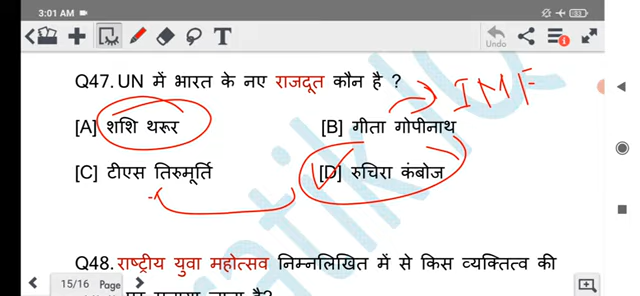 3:01 AM
53
T
Undo
Q47. UN में भारत के नए राजदूत कौन है ?
IMF
[A] शशि थरूर [B] गीता गोपीनाथ
[C] टीएस तिरुमूर्ति [D] रुचिरा कंबोज
Q48. राष्ट्रीय युवा महोत्सव निम्नलिखित में से किस व्यक्तित्व की
15/16 Page